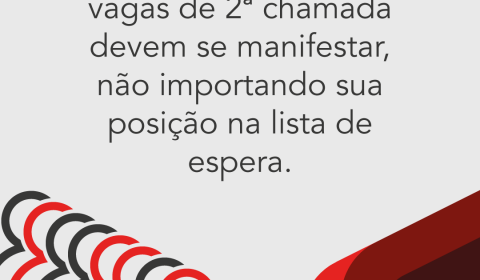 vagas de 2ª chamada
devem se manifestar,
não importando sua
posição na lista de
espera.